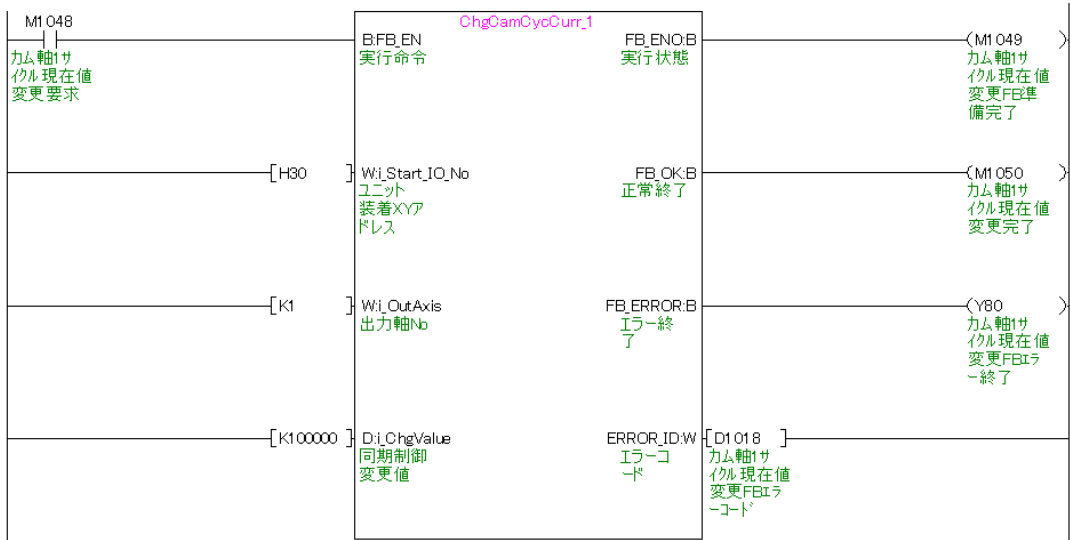 M1048
カム軸1サ
イクル現在値
変更要求
ChgCamCycCurr_1
B:FB_EN
実行命令
FB_ENO:B
実行状態
(M1049 )
カム軸1サ
イクル現在値
変更FB準
備完了
[H30 ]
W:i_Start_IO_No
ユニット
装着XYア
ドレス
FB_OK:B
正常終了
(M1050 )
カム軸1サ
イクル現在値
変更完了
[K1 ]
W:i_OutAxis
出力軸No
FB_ERROR:B
エラー終
了
(Y80 )
カム軸1サ
イクル現在値
変更FBエラ
ー終了
[K100000 ]
D:i_ChgValue
同期制御
変更値
ERROR_ID:W
エラーコ
ード
[D1018 ]
カム軸1サ
イクル現在値
変更FBエラ
ーコード